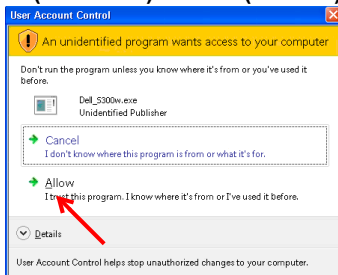 User Account Control
An unidentified program wants access to your computer
Don't run the program unless you know where it's from or you've used it
before.
Dell_S300w.exe
Unidentified Publisher
Cancel
I don't know where this program is from or what it's for.
Allow
I trust this program. I know where it's from or I've used it before.
Details
User Account Control helps stop unauthorized changes to your computer.